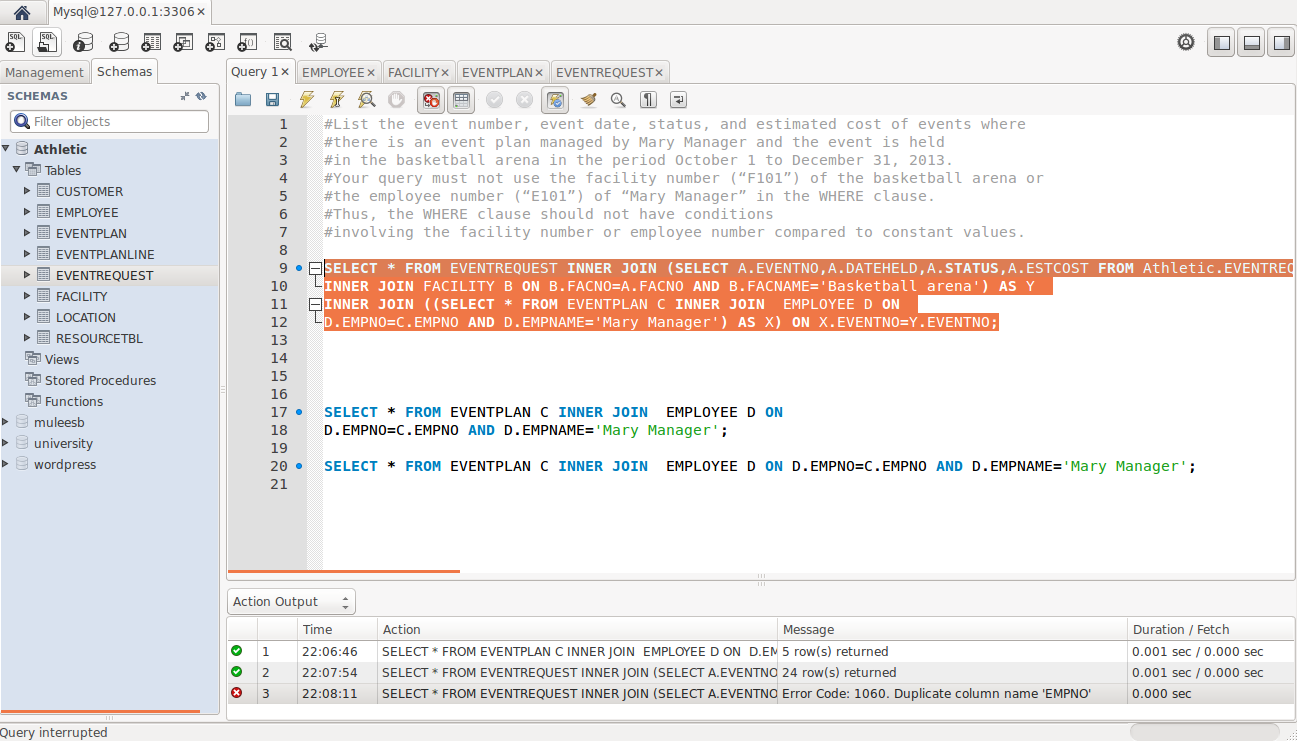 Mysql@127.0.0.1:3306 ×
Management Schemas
SCHEMAS
Filter objects
Athletic
Tables
CUSTOMER
EMPLOYEE
EVENTPLAN
EVENTPLANLINE
EVENTREQUEST
FACILITY
LOCATION
RESOURCETBL
Views
Stored Procedures
Functions
muleesb
university
wordpress
Query 1 × EMPLOYEE × FACILITY × EVENTPLAN × EVENTREQUEST ×
1 #List the event number, event date, status, and estimated cost of events where
2 #there is an event plan managed by Mary Manager and the event is held
3 #in the basketball arena in the period October 1 to December 31, 2013.
4 #Your query must not use the facility number (“F101”) of the basketball arena or
5 #the employee number (“E101”) of “Mary Manager” in the WHERE clause.
6 #Thus, the WHERE clause should not have conditions
7 #involving the facility number or employee number compared to constant values.
8
9 SELECT * FROM EVENTREQUEST INNER JOIN (SELECT A.EVENTNO,A.DATEHELD,A.STATUS,A.ESTCOST FROM Athletic.EVENTREQ
10 INNER JOIN FACILITY B ON B.FACNO=A.FACNO AND B.FACNAME='Basketball arena') AS Y
11 INNER JOIN ((SELECT * FROM EVENTPLAN C INNER JOIN  EMPLOYEE D ON
12 D.EMPNO=C.EMPNO AND D.EMPNAME='Mary Manager') AS X) ON X.EVENTNO=Y.EVENTNO;
13
14
15
16
17 SELECT * FROM EVENTPLAN C INNER JOIN  EMPLOYEE D ON
18 D.EMPNO=C.EMPNO AND D.EMPNAME='Mary Manager';
19
20 SELECT * FROM EVENTPLAN C INNER JOIN  EMPLOYEE D ON D.EMPNO=C.EMPNO AND D.EMPNAME='Mary Manager';
21
Action Output
Time Action Message Duration / Fetch
1 22:06:46 SELECT * FROM EVENTPLAN C INNER JOIN  EMPLOYEE D ON  D.EM 5 row(s) returned 0.001 sec / 0.000 sec
2 22:07:54 SELECT * FROM EVENTREQUEST INNER JOIN (SELECT A.EVENTNO 24 row(s) returned 0.001 sec / 0.000 sec
3 22:08:11 SELECT * FROM EVENTREQUEST INNER JOIN (SELECT A.EVENTNO Error Code: 1060. Duplicate column name 'EMPNO' 0.000 sec
Query interrupted